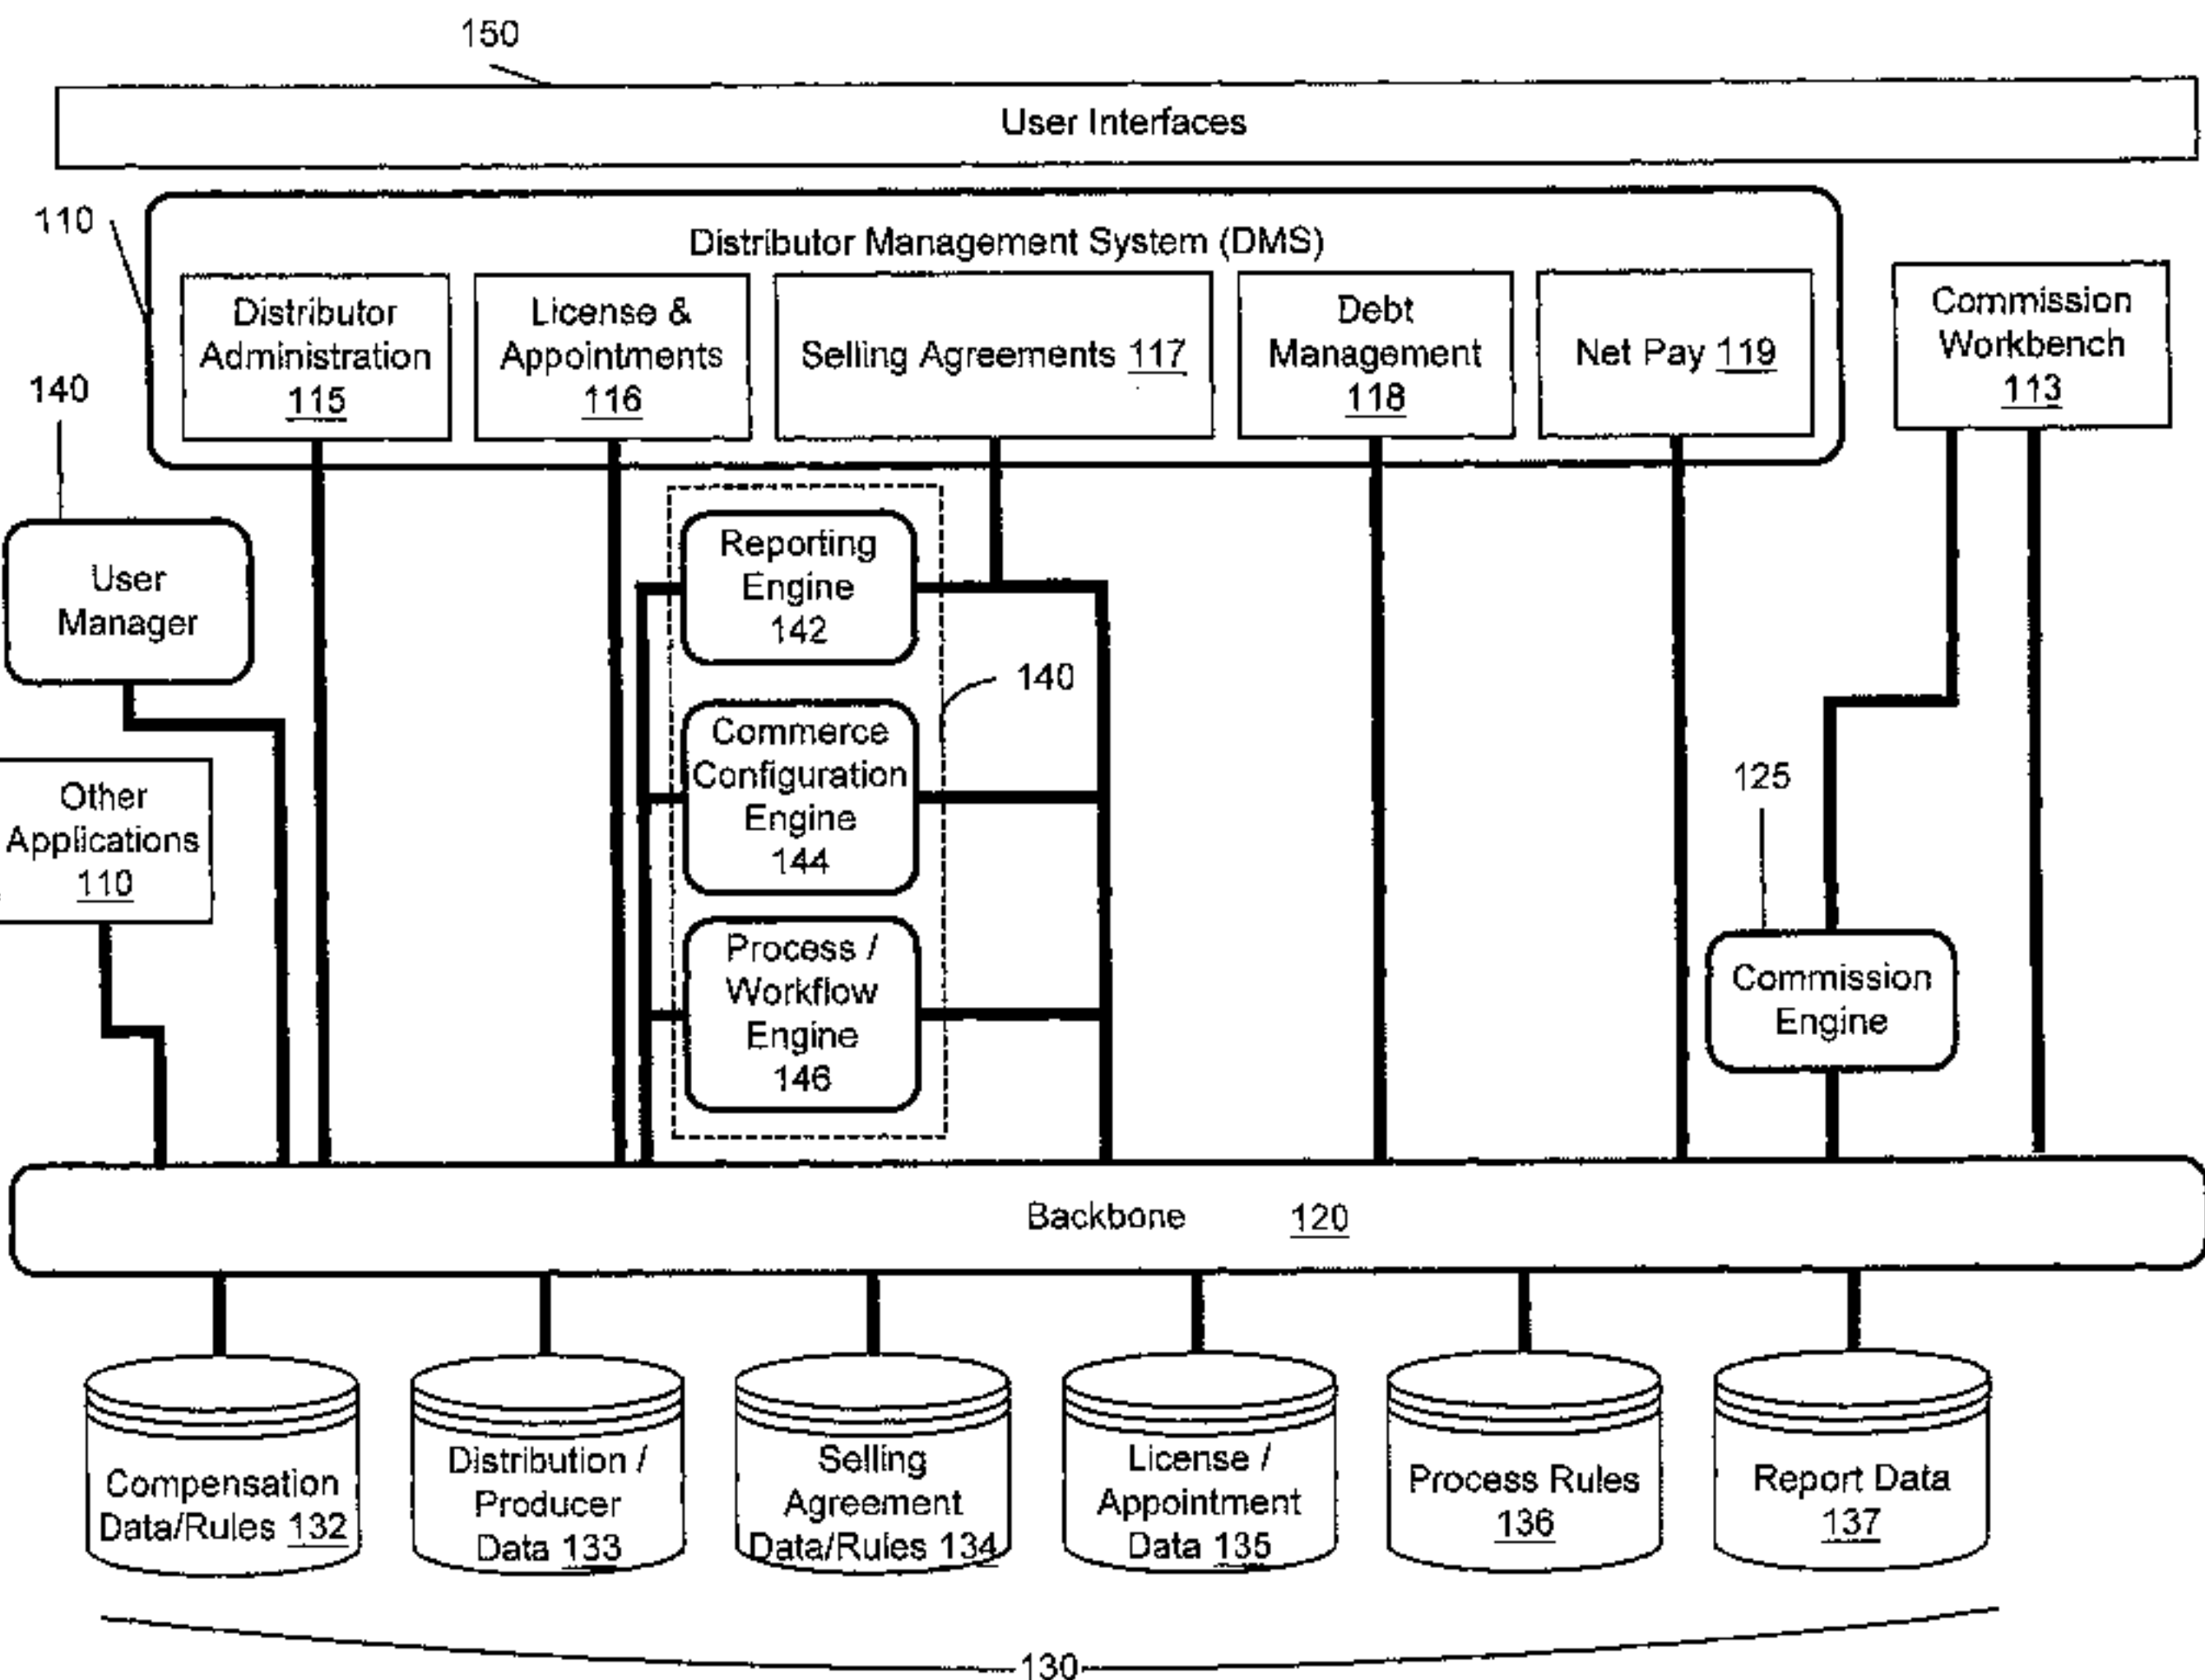 150
User Interfaces
110
Distributor Management System (DMS)
Distributor
Administration
115
License &
Appointments
116
Selling Agreements 117
Debt
Management
118
Net Pay 119
Commission
Workbench
113
140
User
Manager
Reporting
Engine
142
140
Commerce
Configuration
Engine
144
Other
Applications
110
125
Process /
Workflow
Engine
146
Commission
Engine
Backbone 120
Compensation
Data/Rules 132
Distribution /
Producer
Data 133
Selling
Agreement
Data/Rules 134
License /
Appointment
Data 135
Process Rules
136
Report Data
137
130